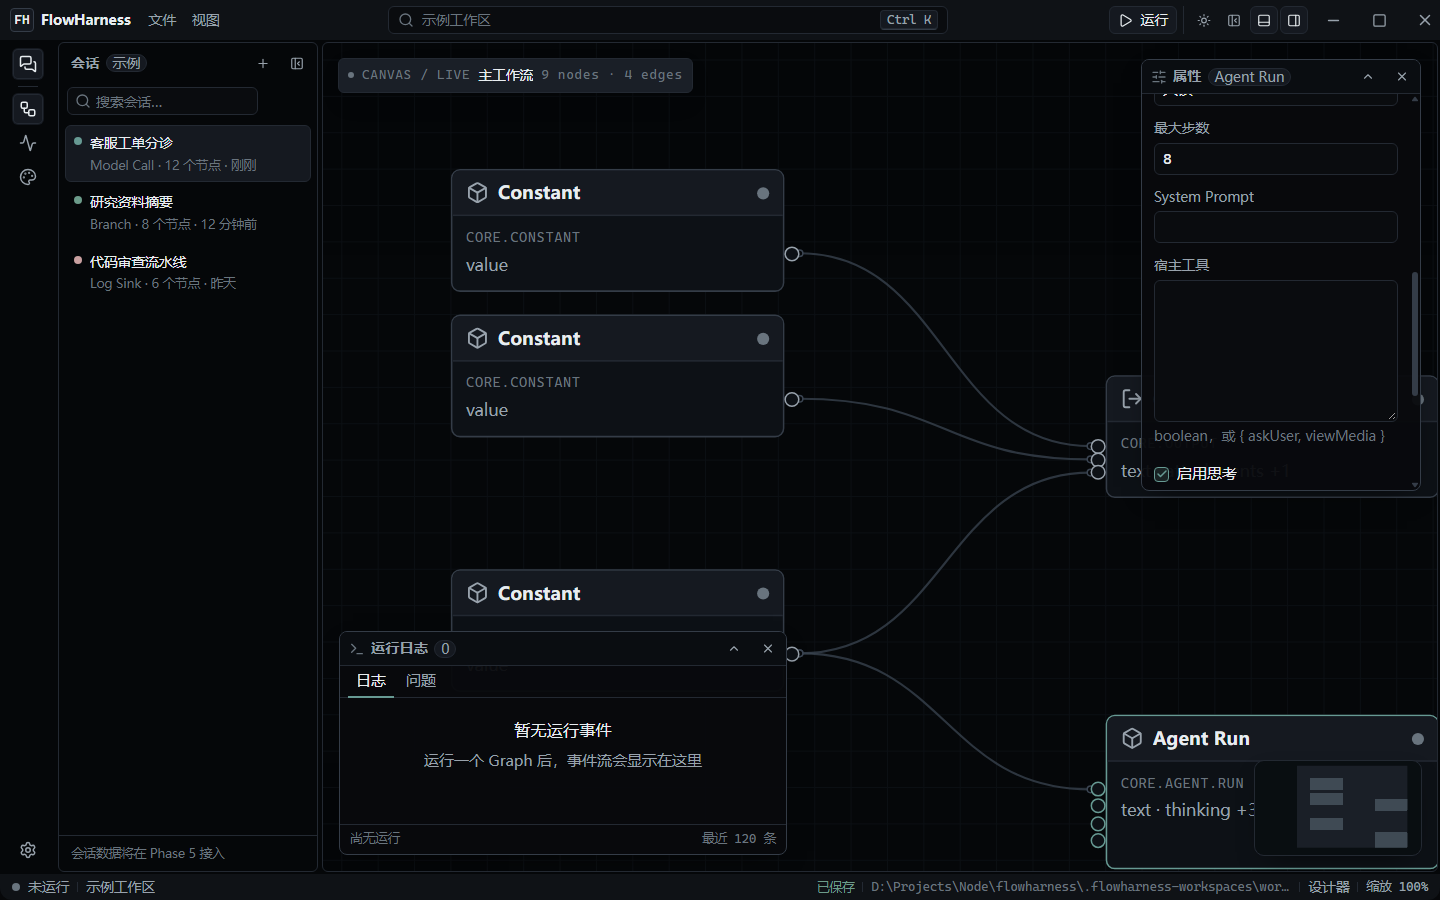 FH FlowHarness 文件 视图 示例工作区 Ctrl K 运行
会话 示例
搜索会话...
客服工单分诊
Model Call · 12 个节点 · 刚刚
研究资料摘要
Branch · 8 个节点 · 12 分钟前
代码审查流水线
Log Sink · 6 个节点 · 昨天
会话数据将在 Phase 5 接入
CANVAS / LIVE 主工作流 9 nodes · 4 edges
Constant
CORE.CONSTANT
value
Constant
CORE.CONSTANT
value
Constant
运行日志 0
日志 问题
暂无运行事件
运行一个 Graph 后，事件流会显示在这里
尚无运行 最近 120 条
属性 Agent Run
最大步数
8
System Prompt
宿主工具
boolean，或 { askUser, viewMedia }
启用思考
Agent Run
CORE.AGENT.RUN
text · thinking +3
未运行 示例工作区 已保存 D:\Projects\Node\flowharness\.flowharness-workspaces\wor… 设计器 缩放 100%